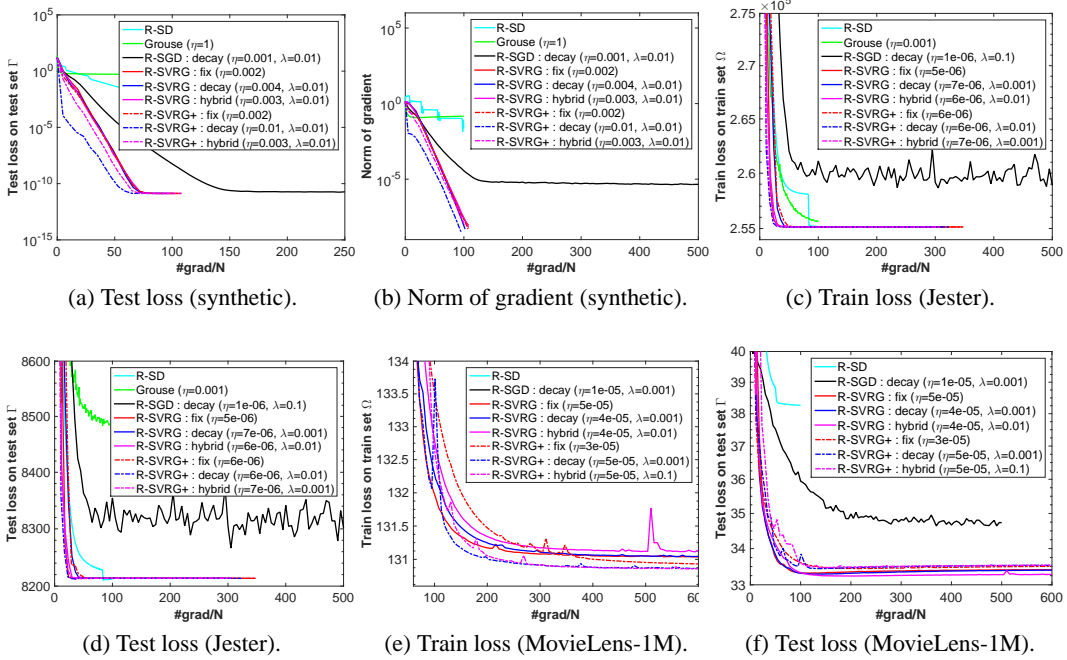 10^0
10^-5
10^-10
10^-15
Test loss on test set Γ
0 50 100 150 200 250
#grad/N
R-SD
Grouse (η=1)
R-SGD : decay (η=0.001, λ=0.01)
R-SVRG : fix (η=0.002)
R-SVRG : decay (η=0.004, λ=0.01)
R-SVRG : hybrid (η=0.003, λ=0.01)
R-SVRG+ : fix (η=0.002)
R-SVRG+ : decay (η=0.01, λ=0.01)
R-SVRG+ : hybrid (η=0.003, λ=0.01)
(a) Test loss (synthetic).
10^5
10^0
10^-5
Norm of gradient
0 100 200 300 400 500
#grad/N
R-SD
Grouse (η=1)
R-SGD : decay (η=0.001, λ=0.01)
R-SVRG : fix (η=0.002)
R-SVRG : decay (η=0.004, λ=0.01)
R-SVRG : hybrid (η=0.003, λ=0.01)
R-SVRG+ : fix (η=0.002)
R-SVRG+ : decay (η=0.01, λ=0.01)
R-SVRG+ : hybrid (η=0.003, λ=0.01)
(b) Norm of gradient (synthetic).
×10^5
2.75
2.7
2.65
2.6
2.55
Train loss on train set Ω
0 100 200 300 400 500
#grad/N
R-SD
Grouse (η=0.001)
R-SGD : decay (η=1e-06, λ=0.1)
R-SVRG : fix (η=5e-06)
R-SVRG : decay (η=7e-06, λ=0.001)
R-SVRG : hybrid (η=6e-06, λ=0.01)
R-SVRG+ : fix (η=6e-06)
R-SVRG+ : decay (η=6e-06, λ=0.01)
R-SVRG+ : hybrid (η=7e-06, λ=0.001)
(c) Train loss (Jester).
8600
8500
8400
8300
8200
Test loss on test set Γ
0 100 200 300 400 500
#grad/N
R-SD
Grouse (η=0.001)
R-SGD : decay (η=1e-06, λ=0.1)
R-SVRG : fix (η=5e-06)
R-SVRG : decay (η=7e-06, λ=0.001)
R-SVRG : hybrid (η=6e-06, λ=0.01)
R-SVRG+ : fix (η=6e-06)
R-SVRG+ : decay (η=6e-06, λ=0.01)
R-SVRG+ : hybrid (η=7e-06, λ=0.001)
(d) Test loss (Jester).
134
133.5
133
132.5
132
131.5
131
Train loss on train set Ω
100 200 300 400 500 600
#grad/N
R-SD
R-SGD : decay (η=1e-05, λ=0.001)
R-SVRG : fix (η=5e-05)
R-SVRG : decay (η=4e-05, λ=0.001)
R-SVRG : hybrid (η=4e-05, λ=0.01)
R-SVRG+ : fix (η=3e-05)
R-SVRG+ : decay (η=5e-05, λ=0.001)
R-SVRG+ : hybrid (η=5e-05, λ=0.1)
(e) Train loss (MovieLens-1M).
40
39
38
37
36
35
34
33
Test loss on test set Γ
0 100 200 300 400 500 600
#grad/N
R-SD
R-SGD : decay (η=1e-05, λ=0.001)
R-SVRG : fix (η=5e-05)
R-SVRG : decay (η=4e-05, λ=0.001)
R-SVRG : hybrid (η=4e-05, λ=0.01)
R-SVRG+ : fix (η=3e-05)
R-SVRG+ : decay (η=5e-05, λ=0.001)
R-SVRG+ : hybrid (η=5e-05, λ=0.1)
(f) Test loss (MovieLens-1M).